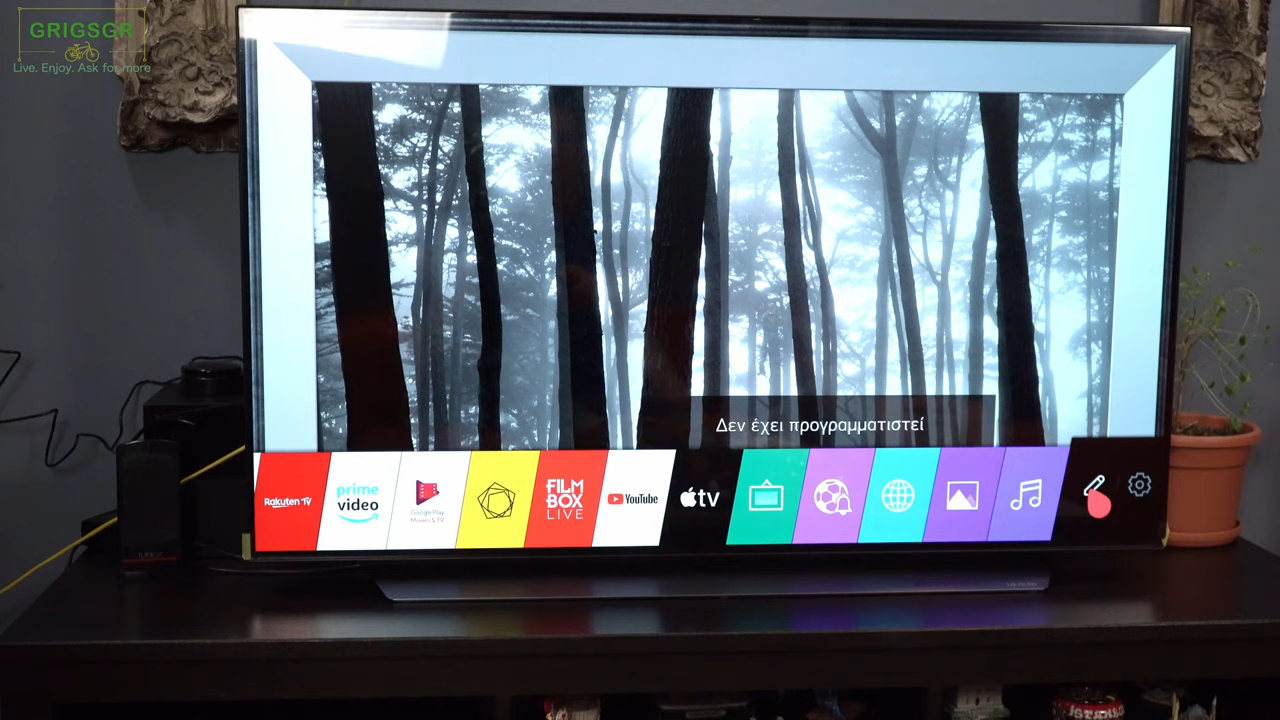 GRIGSGR
Live. Enjoy. Ask for more
Δεν έχει προγραμματιστεί
Rakuten TV
prime video
Google Play
Movies & TV
FILM
BOX
LIVE
YouTube
tv